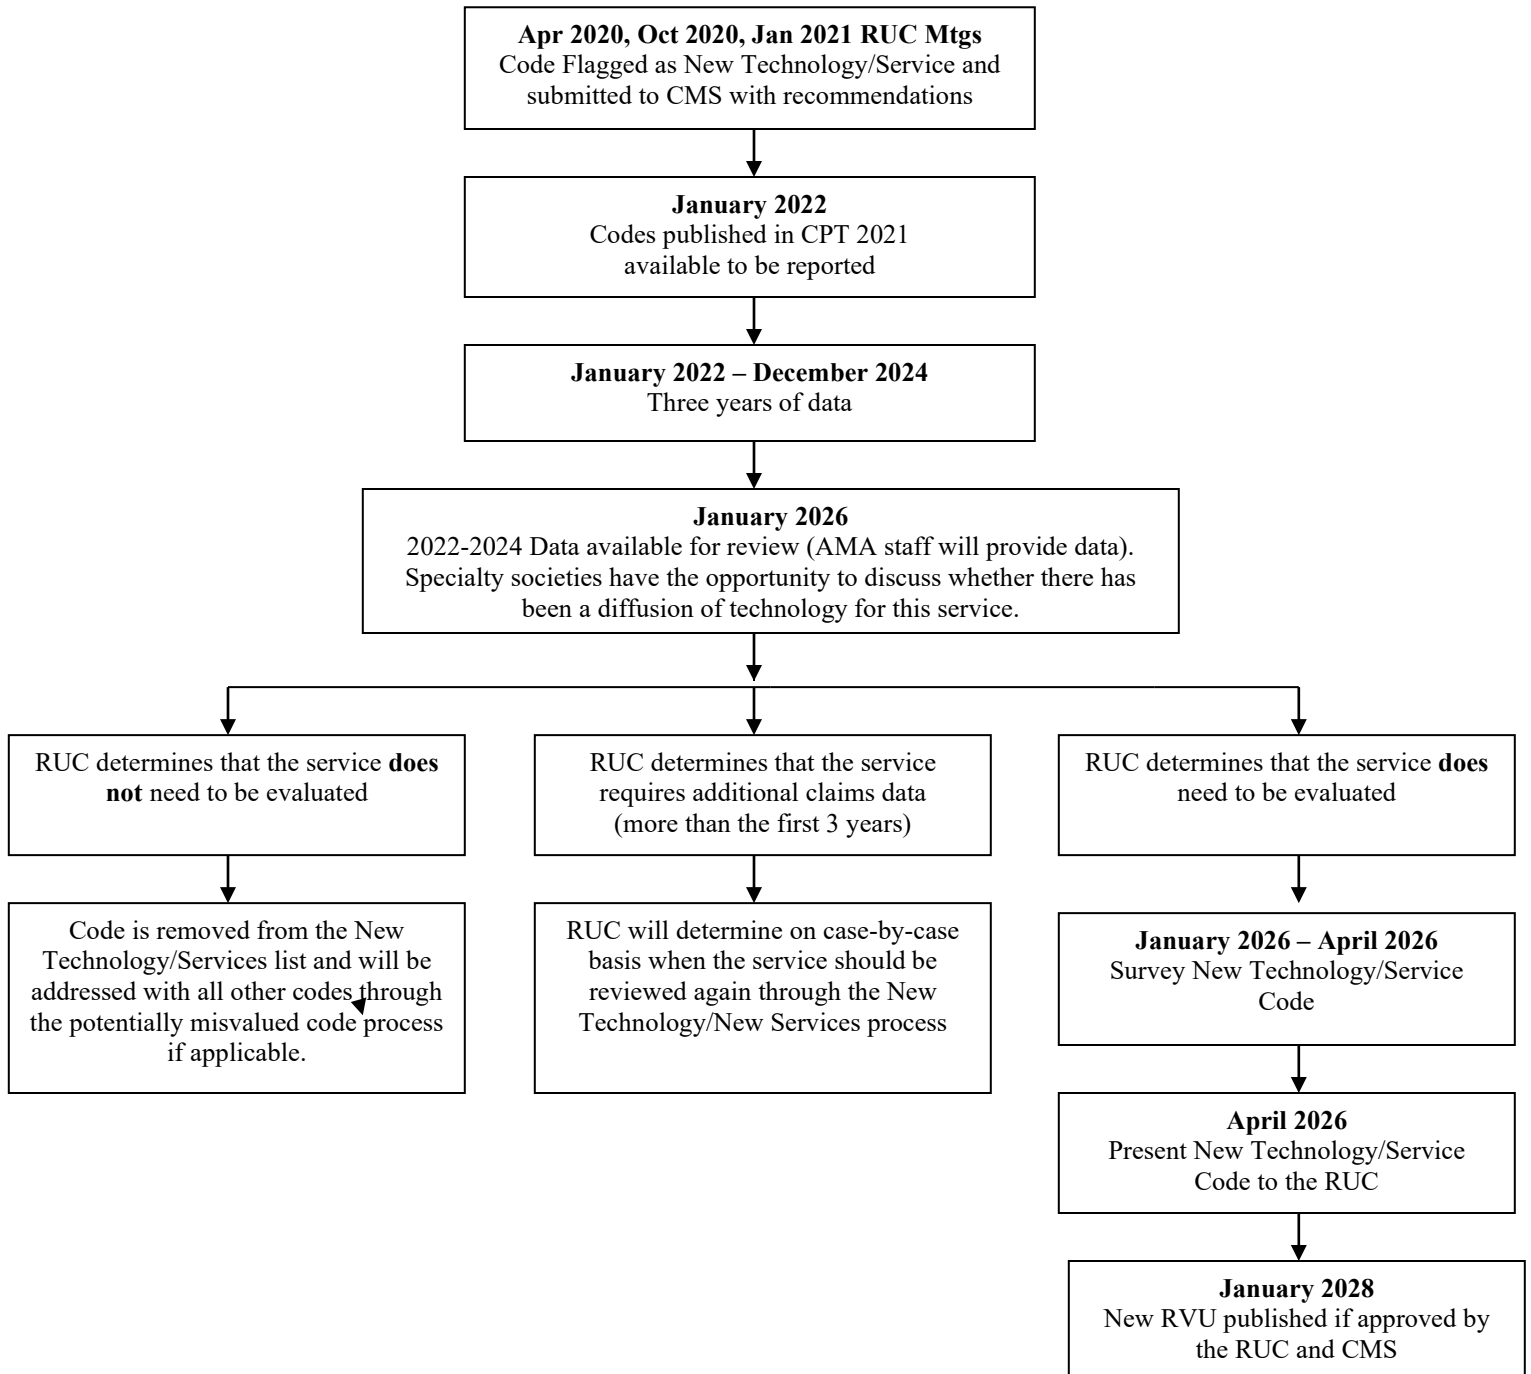 Apr 2020, Oct 2020, Jan 2021 RUC Mtgs
Code Flagged as New Technology/Service and
submitted to CMS with recommendations
January 2022
Codes published in CPT 2021
available to be reported
January 2022 – December 2024
Three years of data
January 2026
2022-2024 Data available for review (AMA staff will provide data).
Specialty societies have the opportunity to discuss whether there has
been a diffusion of technology for this service.
RUC determines that the service does
not need to be evaluated
RUC determines that the service
requires additional claims data
(more than the first 3 years)
RUC determines that the service does
need to be evaluated
Code is removed from the New
Technology/Services list and will be
addressed with all other codes through
the potentially misvalued code process
if applicable.
RUC will determine on case-by-case
basis when the service should be
reviewed again through the New
Technology/New Services process
January 2026 – April 2026
Survey New Technology/Service
Code
April 2026
Present New Technology/Service
Code to the RUC
January 2028
New RVU published if approved by
the RUC and CMS